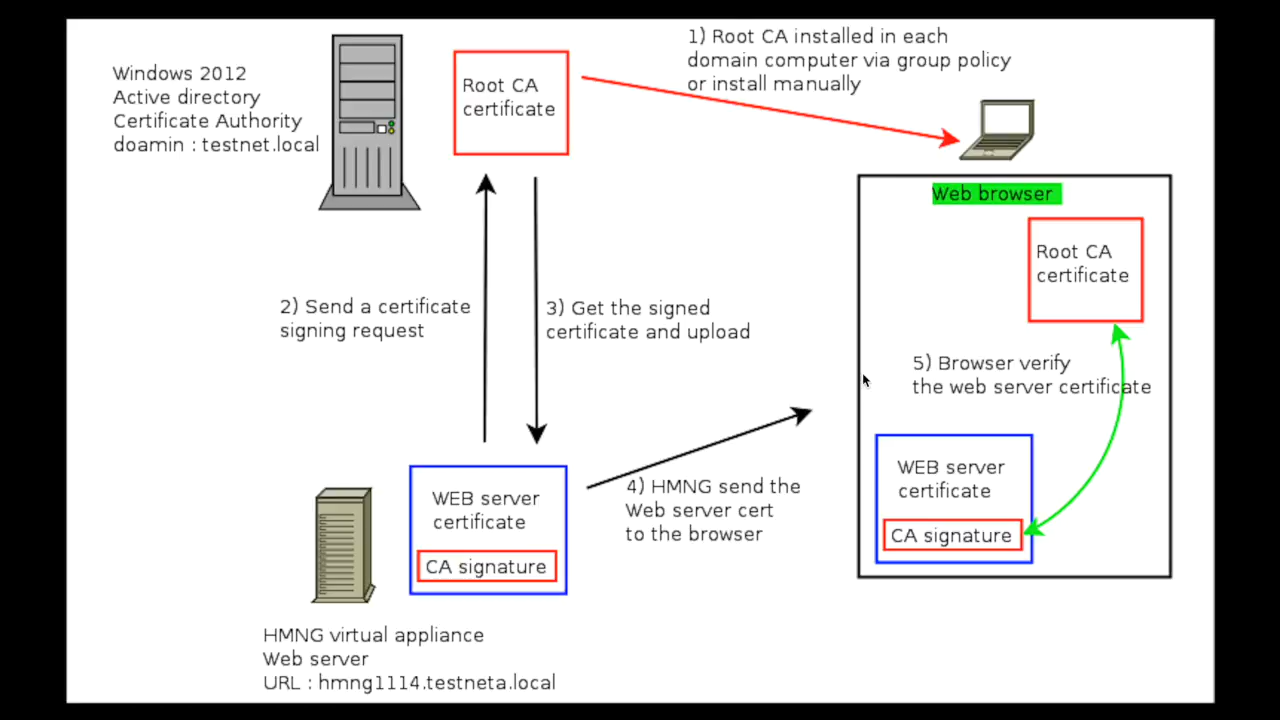 Windows 2012
Active directory
Certificate Authority
doamin : testnet.local
Root CA
certificate
1) Root CA installed in each
domain computer via group policy
or install manually
Web browser
Root CA
certificate
2) Send a certificate
signing request
3) Get the signed
certificate and upload
5) Browser verify
the web server certificate
WEB server
certificate
CA signature
4) HMNG send the
Web server cert
to the browser
WEB server
certificate
CA signature
HMNG virtual appliance
Web server
URL : hmng1114.testneta.local